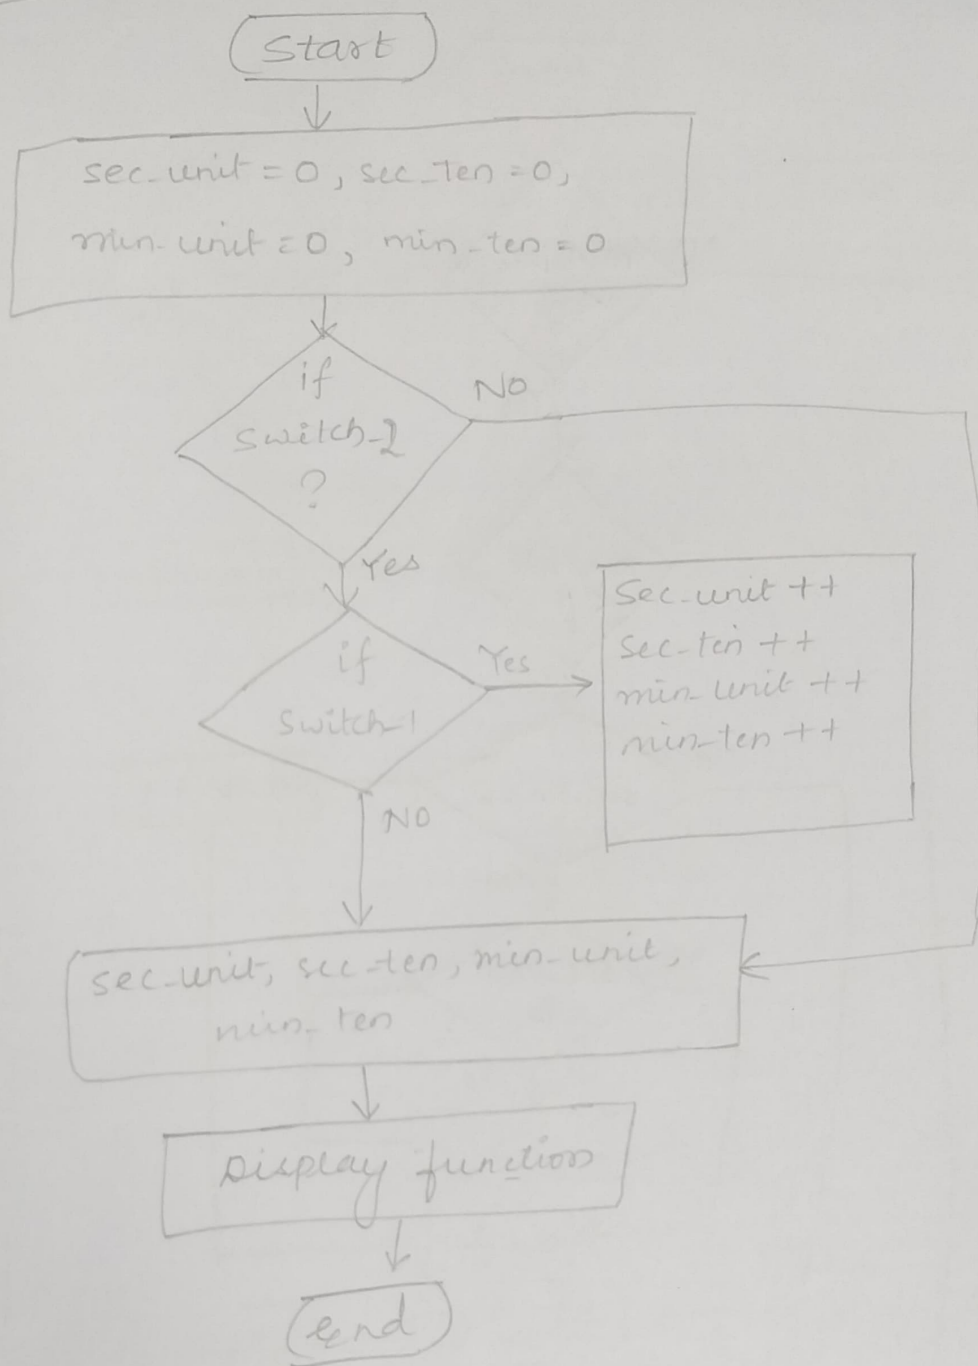 Start
sec_unit = 0, sec_ten = 0,
min_unit = 0, min_ten = 0
if
switch_2
?
NO
Yes
if
switch_1
Yes
Sec_unit ++
sec_ten ++
min_unit ++
min_ten ++
NO
sec_unit, sec_ten, min_unit,
min_ten
Display function
End